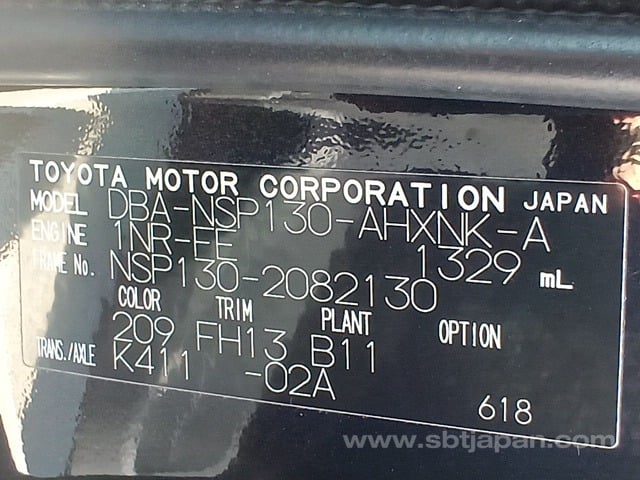 TOYOTA MOTOR CORPORATION JAPAN
MODEL DBA-NSP130-AHXNK-A
ENGINE 1NR-FE 1329 mL
FRAME No. NSP130-2082130
COLOR TRIM PLANT OPTION
209 FH13 B11
TRANS./AXLE K411 -02A
618
www.sbtjapan.com